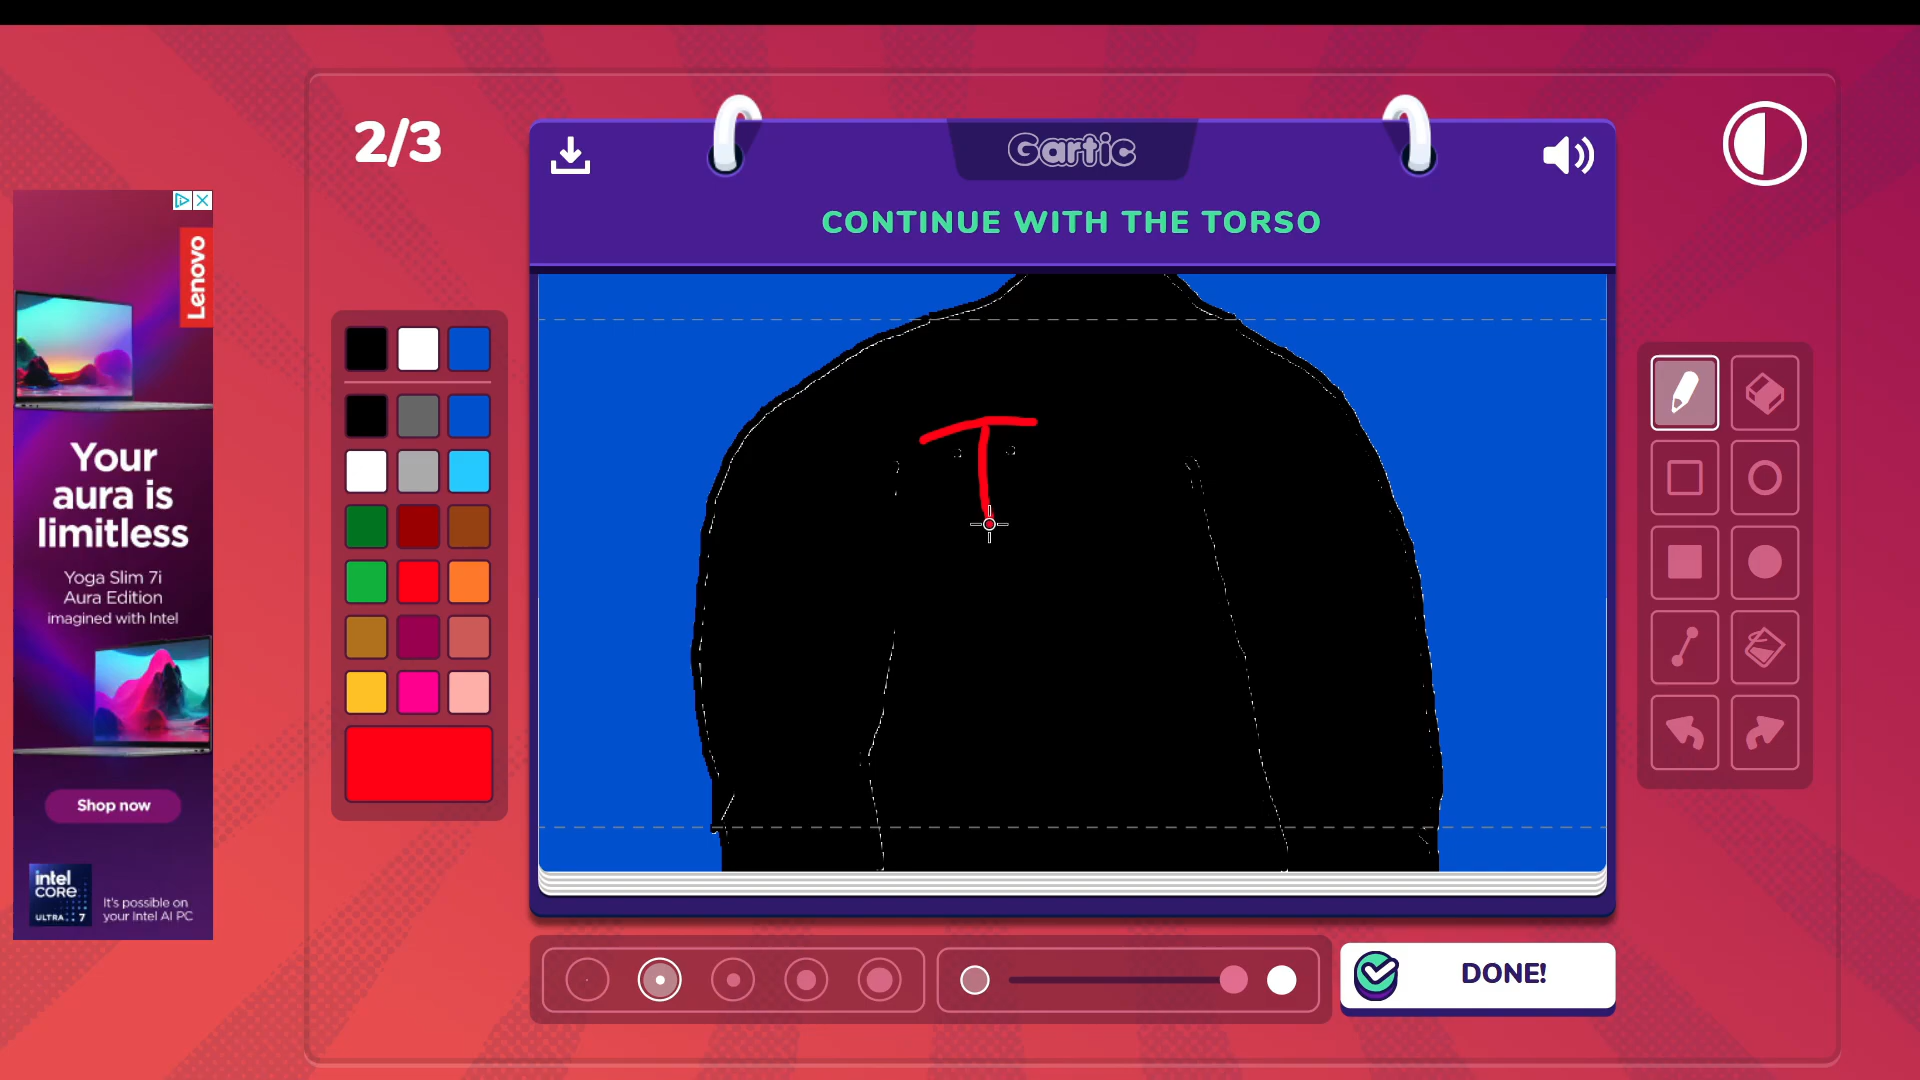 2/3
Gartic
CONTINUE WITH THE TORSO
T
Lenovo
Your
aura is
limitless
Yoga Slim 7i
Aura Edition
imagined with Intel
Shop now
intel
CORE
ULTRA 7
It's possible on
your Intel AI PC
DONE!